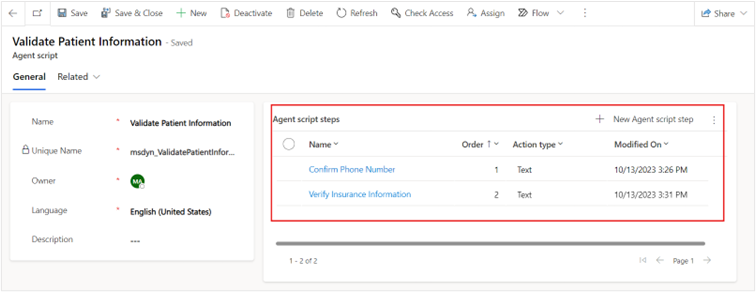 Save Save & Close New Deactivate Delete Refresh Check Access Assign Flow Share
Validate Patient Information - Saved
Agent script
General Related
Name * Validate Patient Information
Unique Name * msdyn_ValidatePatientInfor...
Owner * MA
Language * English (United States)
Description ---
Agent script steps New Agent script step
Name Order ↑ Action type Modified On
Confirm Phone Number 1 Text 10/13/2023 3:26 PM
Verify Insurance Information 2 Text 10/13/2023 3:31 PM
1 - 2 of 2 Page 1